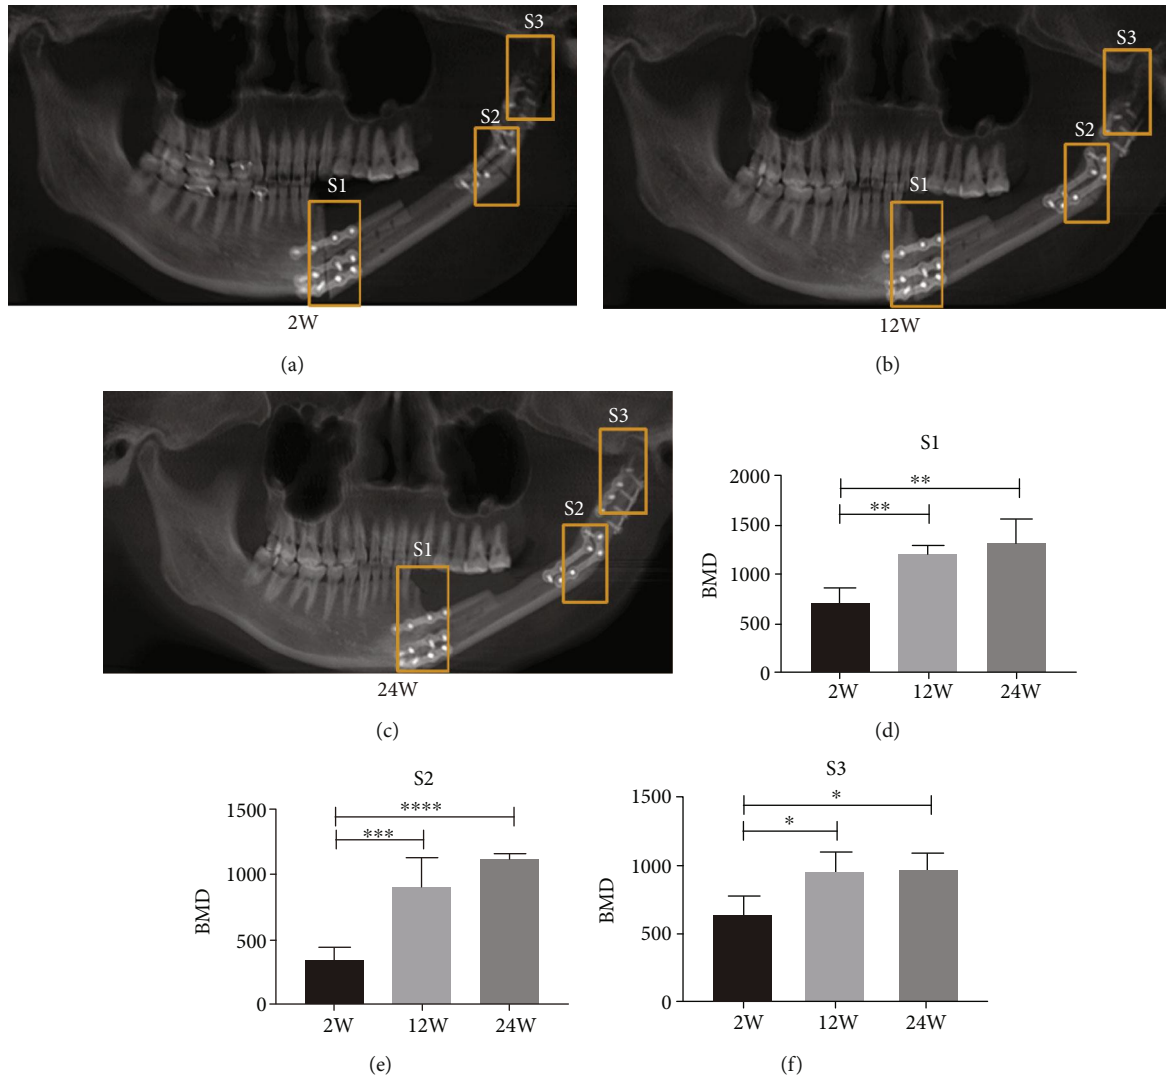 S3
S2
S1
2W
(a)
S3
S2
S1
12W
(b)
S3
S2
S1
24W
(c)
S1
2000
1500
1000
500
0
BMD
**
**
2W 12W 24W
(d)
S2
1500
1000
500
0
BMD
****
***
2W 12W 24W
(e)
S3
1500
1000
500
0
BMD
*
*
2W 12W 24W
(f)